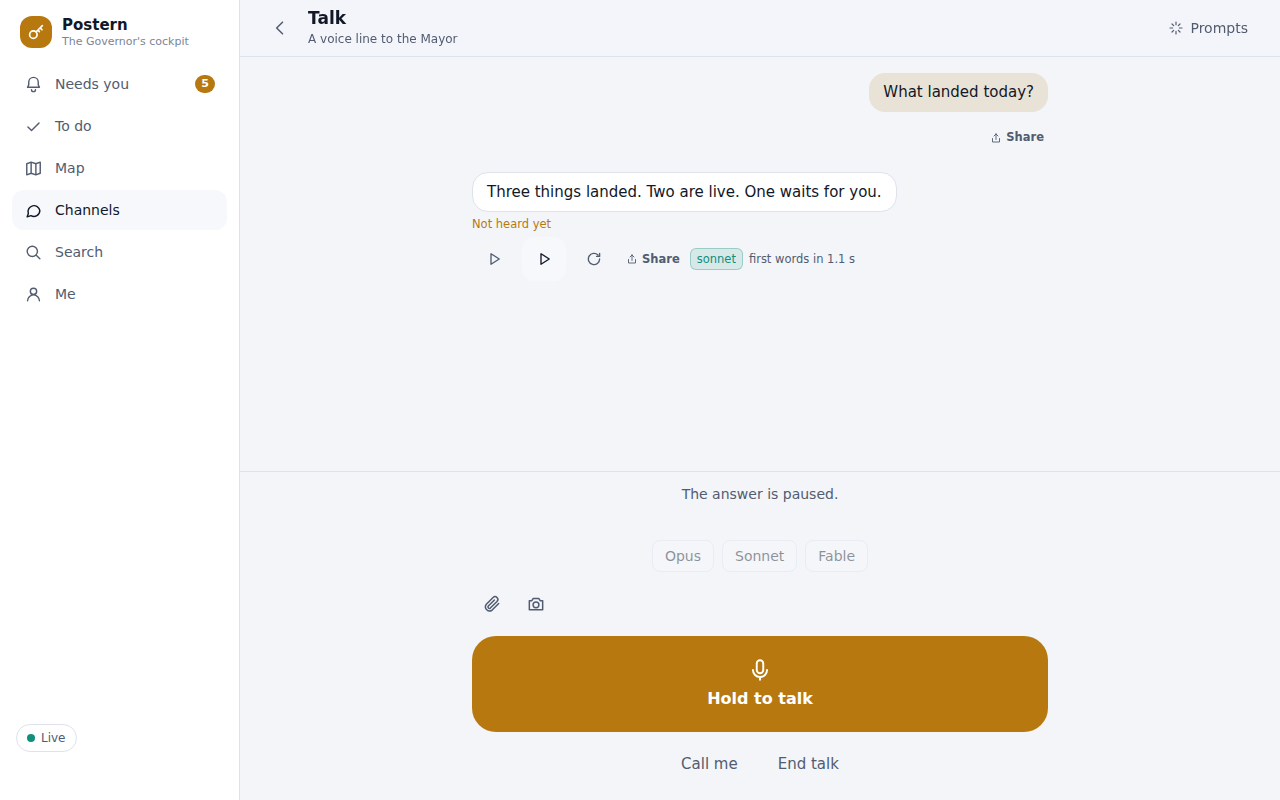 Postern
The Governor's cockpit
Needs you
5
To do
Map
Channels
Search
Me
Live
Talk
A voice line to the Mayor
Prompts
What landed today?
Share
Three things landed. Two are live. One waits for you.
Not heard yet
Share
sonnet
first words in 1.1 s
The answer is paused.
Opus
Sonnet
Fable
Hold to talk
Call me
End talk